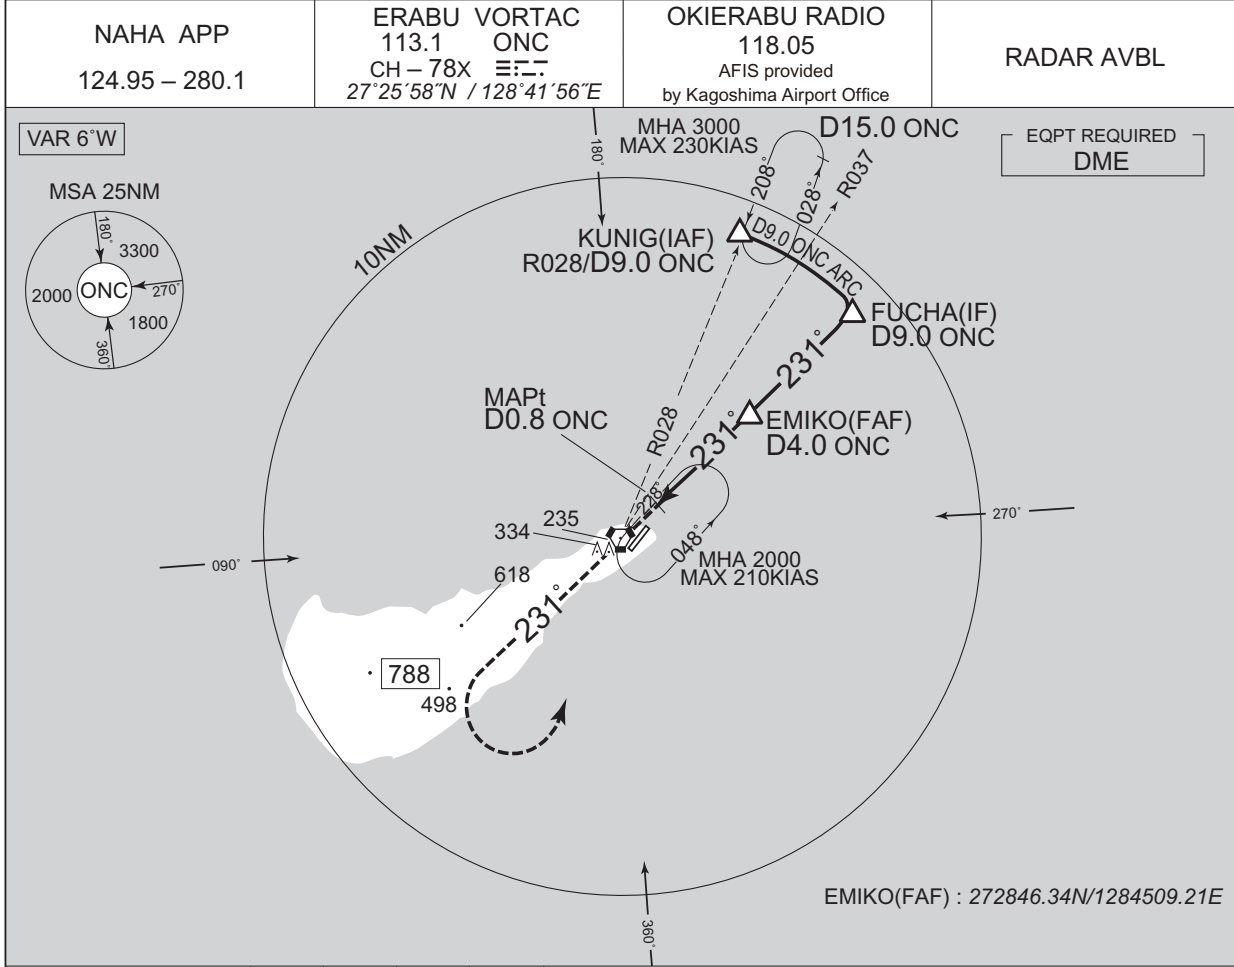 NAHA APP
124.95 – 280.1
ERABU VORTAC
113.1 ONC
CH – 78X
27°25´58˝N / 128°41´56˝E
OKIERABU RADIO
118.05
AFIS provided
by Kagoshima Airport Office
RADAR AVBL
VAR 6°W
MSA 25NM
180°
3300
2000
ONC
270°
1800
360°
180°
MHA 3000
MAX 230KIAS
D15.0 ONC
EQPT REQUIRED
DME
208°
028°
R037
10NM
KUNIG(IAF)
R028/D9.0 ONC
D9.0 ONC ARC
FUCHA(IF)
D9.0 ONC
231°
MAPt
D0.8 ONC
R028
231°
EMIKO(FAF)
D4.0 ONC
228°
334
235
048°
MHA 2000
MAX 210KIAS
270°
090°
618
231°
788
498
EMIKO(FAF) : 272846.34N/1284509.21E
360°